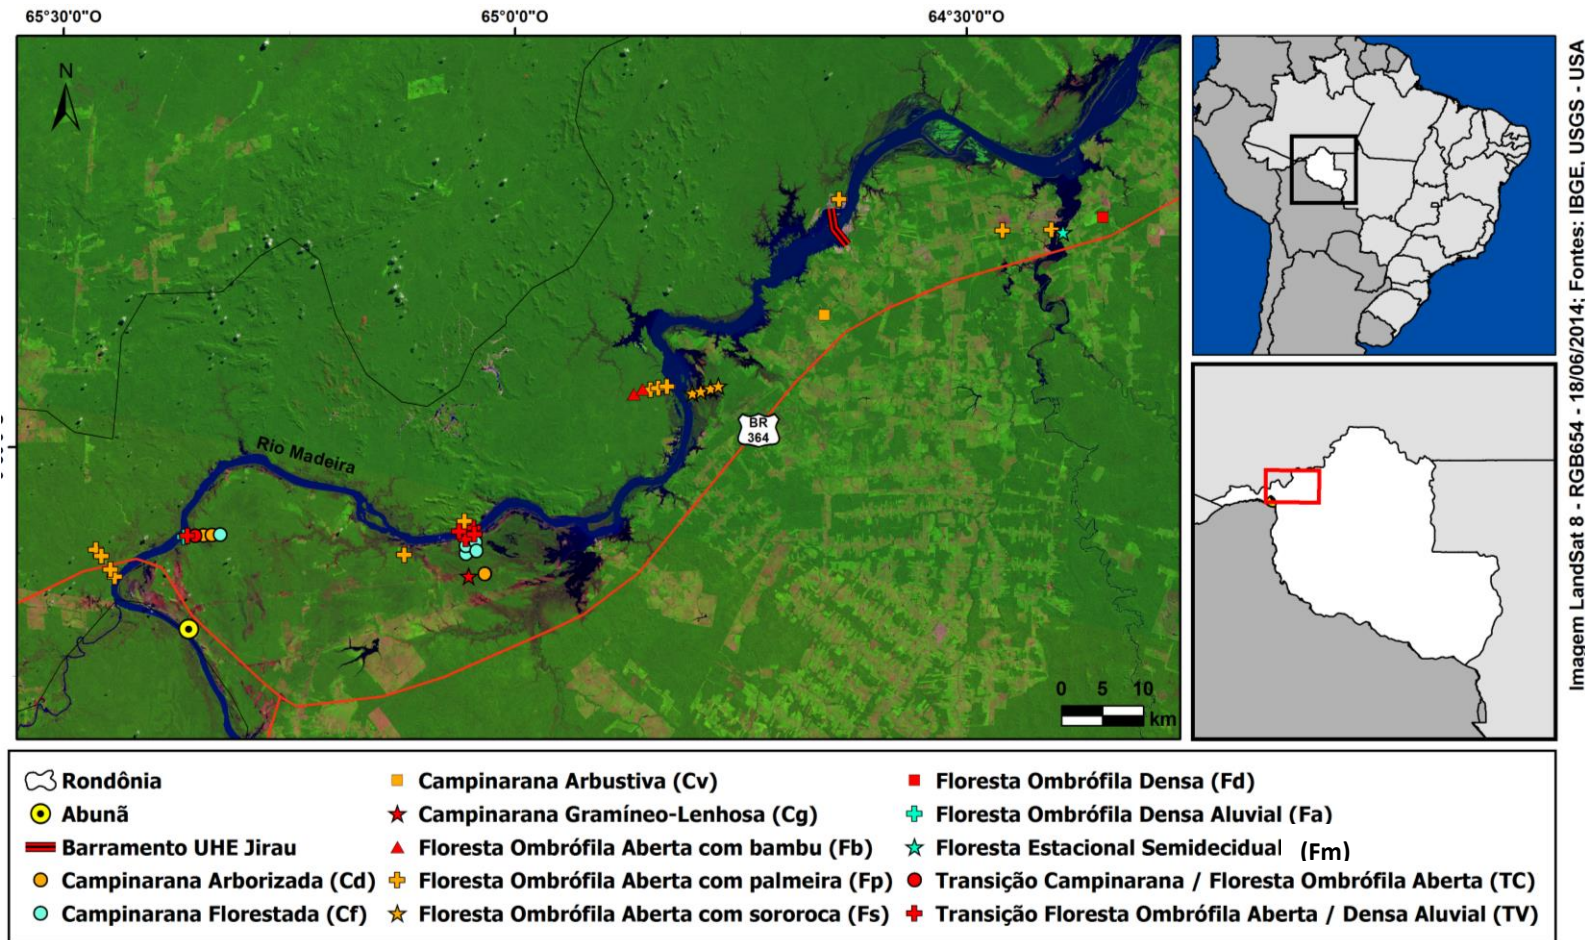 65°30'0"O 65°0'0"O 64°30'0"O
N
Rio Madeira
BR
364
0 5 10
km
Imagem LandSat 8 - RGB654 - 18/06/2014; Fontes: IBGE, USGS - USA
Rondônia
Abunã
Barramento UHE Jirau
Campinarana Arborizada (Cd)
Campinarana Florestada (Cf)
Campinarana Arbustiva (Cv)
Campinarana Gramíneo-Lenhosa (Cg)
Floresta Ombrófila Aberta com bambu (Fb)
Floresta Ombrófila Aberta com palmeira (Fp)
Floresta Ombrófila Aberta com sororoca (Fs)
Floresta Ombrófila Densa (Fd)
Floresta Ombrófila Densa Aluvial (Fa)
Floresta Estacional Semidecidual (Fm)
Transição Campinarana / Floresta Ombrófila Aberta (TC)
Transição Floresta Ombrófila Aberta / Densa Aluvial (TV)